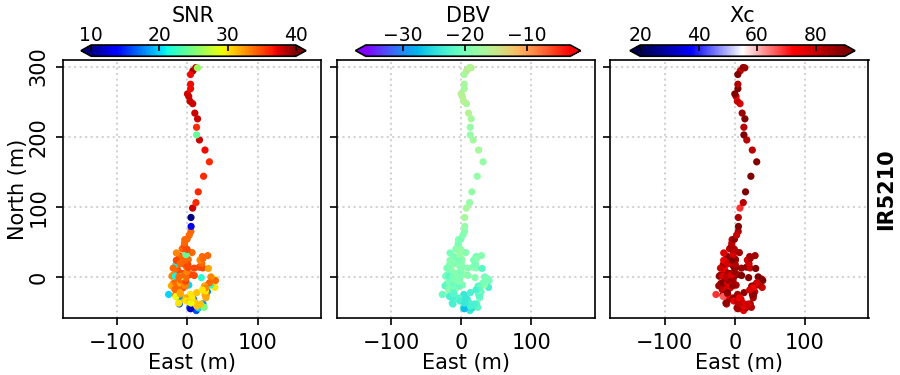 SNR
DBV
Xc
10 20 30 40
−30 −20 −10
20 40 60 80
300
200
100
0
North (m)
−100 0 100
−100 0 100
−100 0 100
East (m)
East (m)
East (m)
IR5210